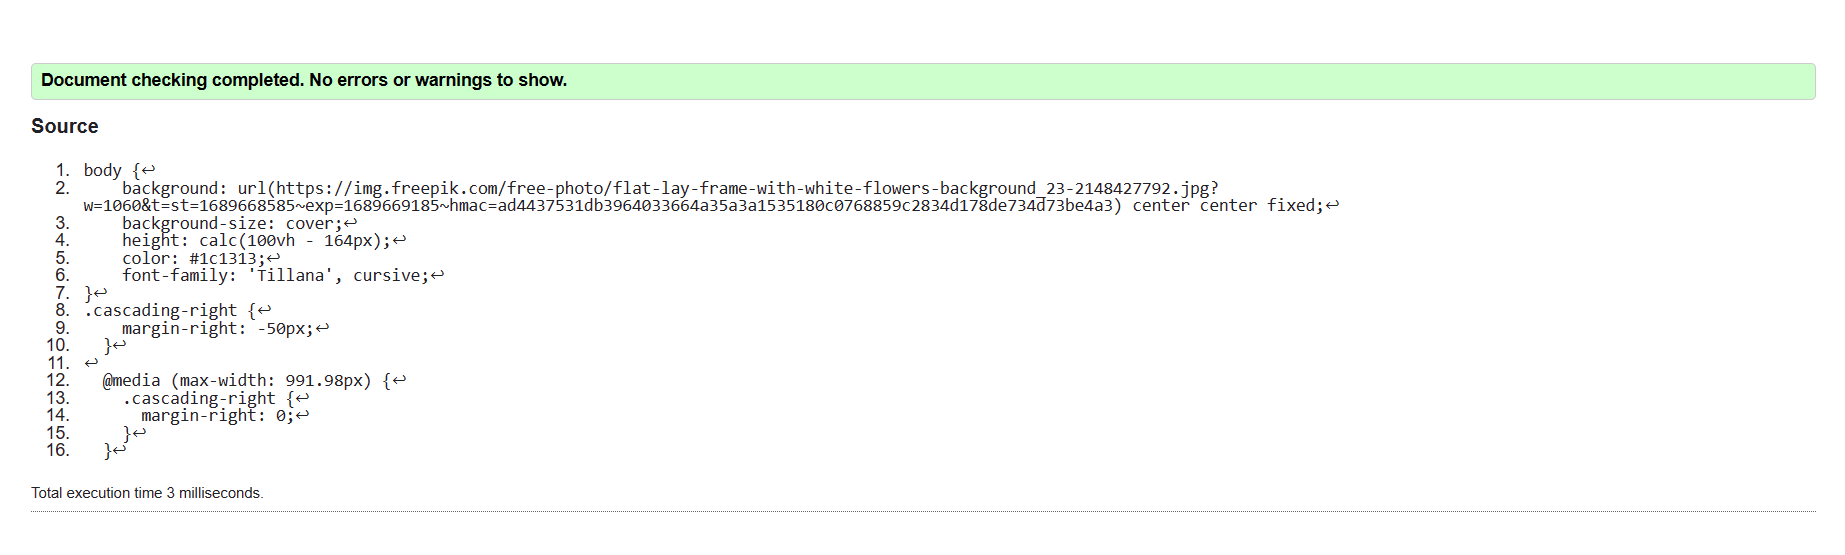 Document checking completed. No errors or warnings to show.
Source
1. body {↩
2.     background: url(https://img.freepik.com/free-photo/flat-lay-frame-with-white-flowers-background_23-2148427792.jpg?
w=1060&t=st=1689668585~exp=1689669185~hmac=ad4437531db3964033664a35a3a1535180c0768859c2834d178de734d73be4a3) center center fixed;↩
3.     background-size: cover;↩
4.     height: calc(100vh - 164px);↩
5.     color: #1c1313;↩
6.     font-family: 'Tillana', cursive;↩
7. }↩
8. .cascading-right {↩
9.     margin-right: -50px;↩
10.   }↩
11. ↩
12.   @media (max-width: 991.98px) {↩
13.     .cascading-right {↩
14.       margin-right: 0;↩
15.     }↩
16.   }↩
Total execution time 3 milliseconds.